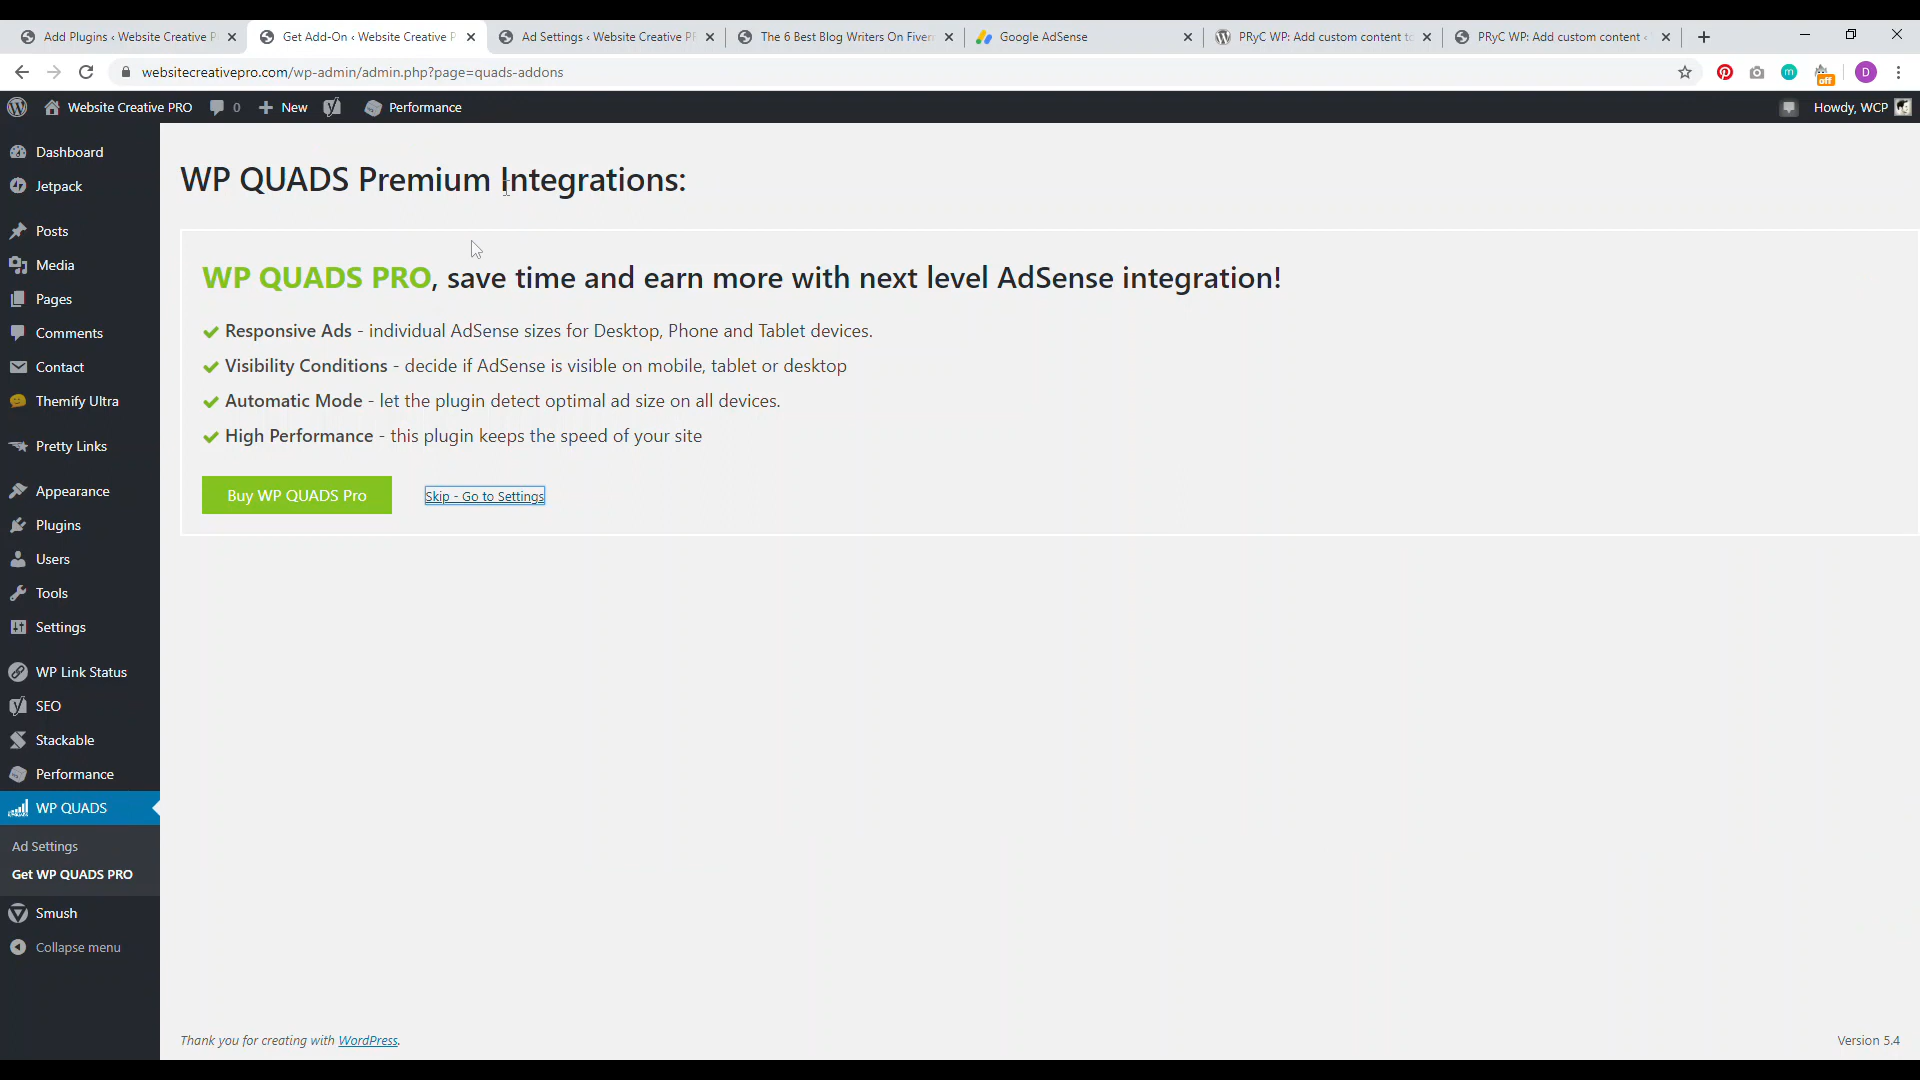 Add Plugins ‹ Website Creative P
Get Add-On ‹ Website Creative P
Ad Settings ‹ Website Creative PR
The 6 Best Blog Writers On Fiverr
Google AdSense
PRyC WP: Add custom content to
PRyC WP: Add custom content ‹
websitecreativepro.com/wp-admin/admin.php?page=quads-addons
off
D
Website Creative PRO
0
New
Performance
Howdy, WCP
Dashboard
Jetpack
Posts
Media
Pages
Comments
Contact
Themify Ultra
Pretty Links
Appearance
Plugins
Users
Tools
Settings
WP Link Status
SEO
Stackable
Performance
WP QUADS
Ad Settings
Get WP QUADS PRO
Smush
Collapse menu
WP QUADS Premium Integrations:
WP QUADS PRO, save time and earn more with next level AdSense integration!
Responsive Ads - individual AdSense sizes for Desktop, Phone and Tablet devices.
Visibility Conditions - decide if AdSense is visible on mobile, tablet or desktop
Automatic Mode - let the plugin detect optimal ad size on all devices.
High Performance - this plugin keeps the speed of your site
Buy WP QUADS Pro
Skip - Go to Settings
Thank you for creating with WordPress.
Version 5.4